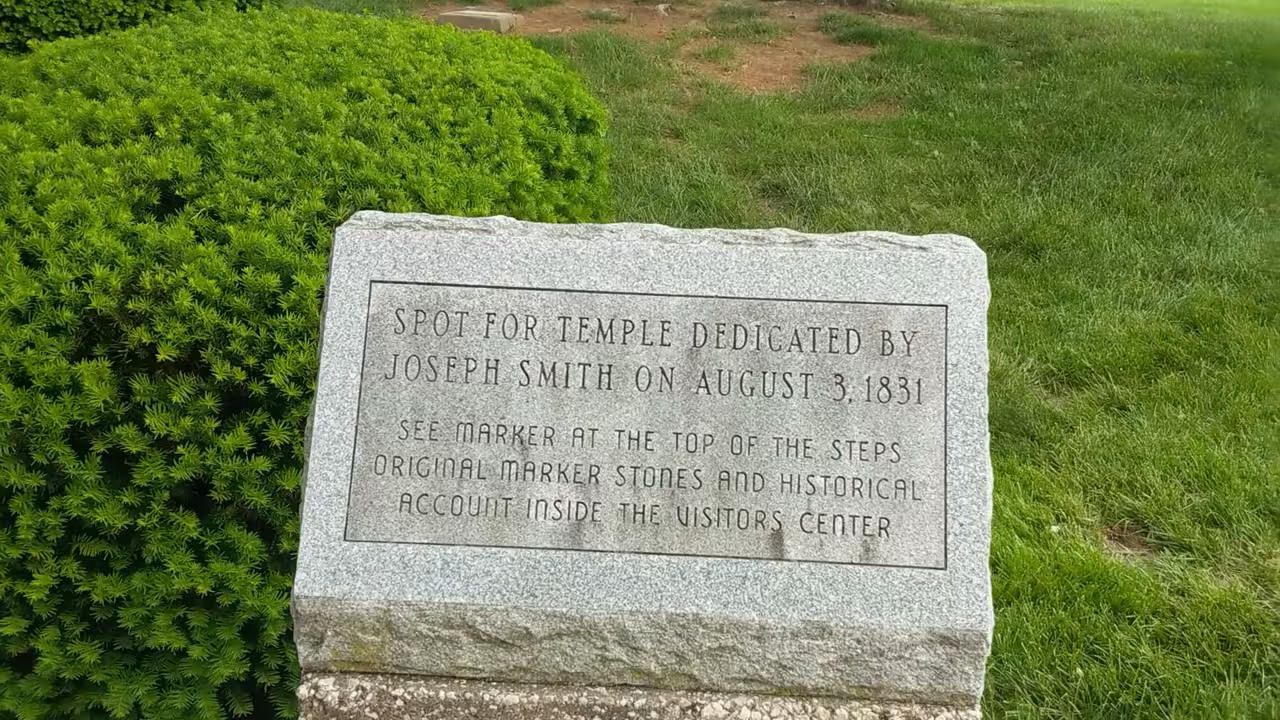 SPOT FOR TEMPLE DEDICATED BY
JOSEPH SMITH ON AUGUST 3, 1831
SEE MARKER AT THE TOP OF THE STEPS
ORIGINAL MARKER STONES AND HISTORICAL
ACCOUNT INSIDE THE VISITORS CENTER